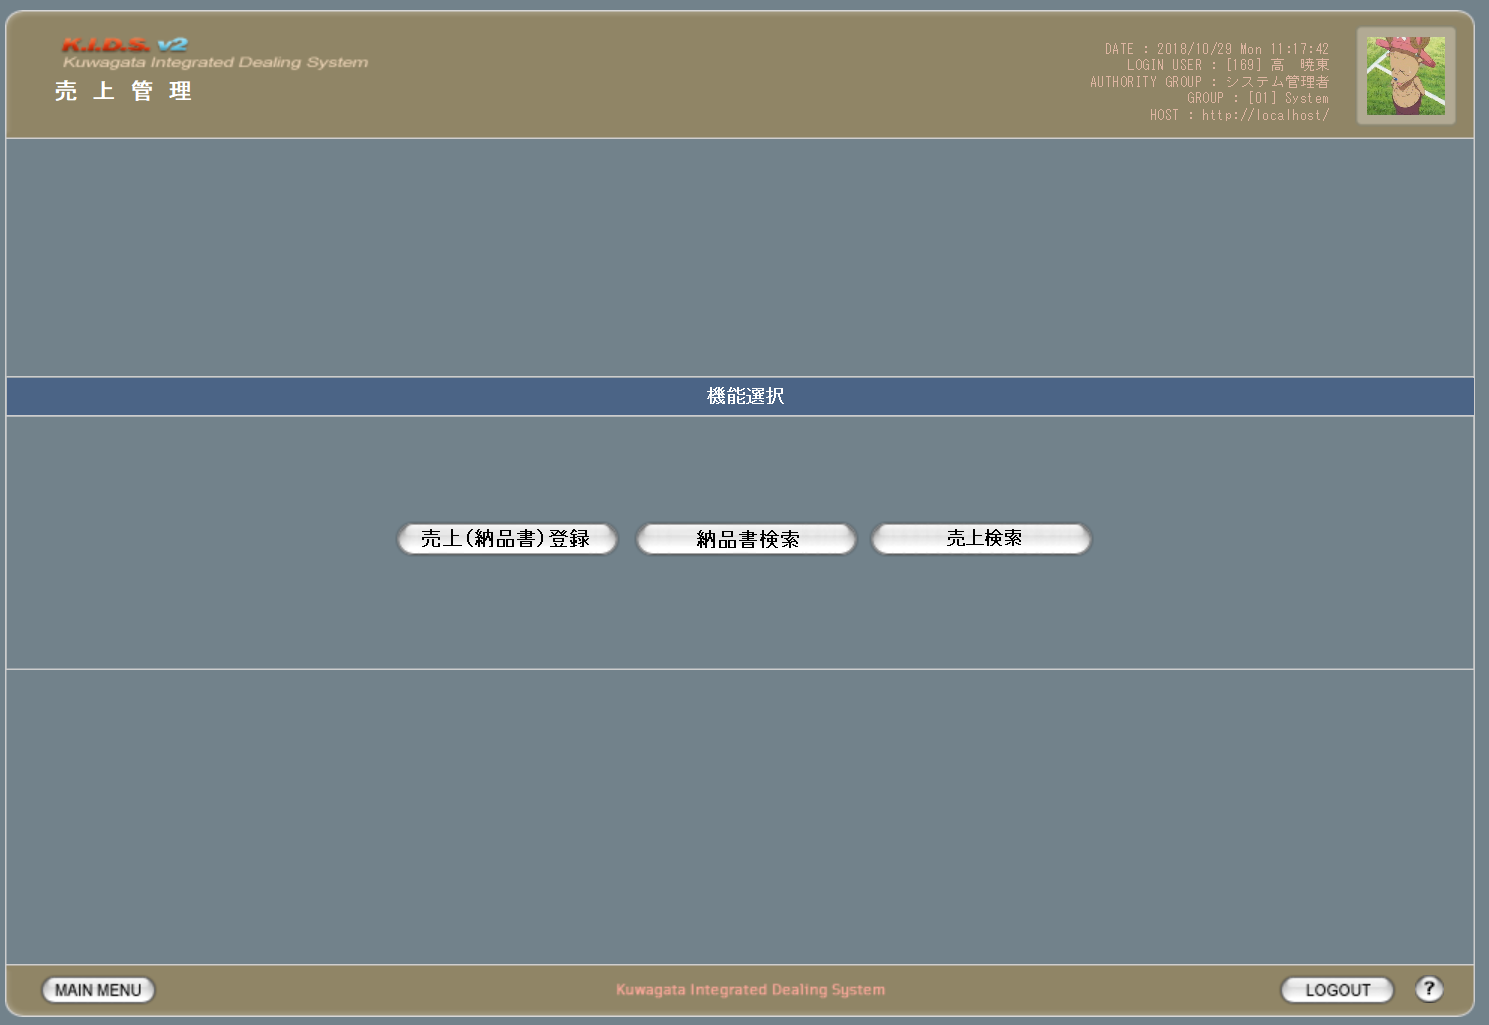 K.I.D.S. v2
Kuwagata Integrated Dealing System
売上管理
DATE : 2018/10/29 Mon 11:17:42
LOGIN USER : [169] 高　暁東
AUTHORITY GROUP : システム管理者
GROUP : [01] System
HOST : http://localhost/
機能選択
売上(納品書)登録
納品書検索
売上検索
MAIN MENU
Kuwagata Integrated Dealing System
LOGOUT
?